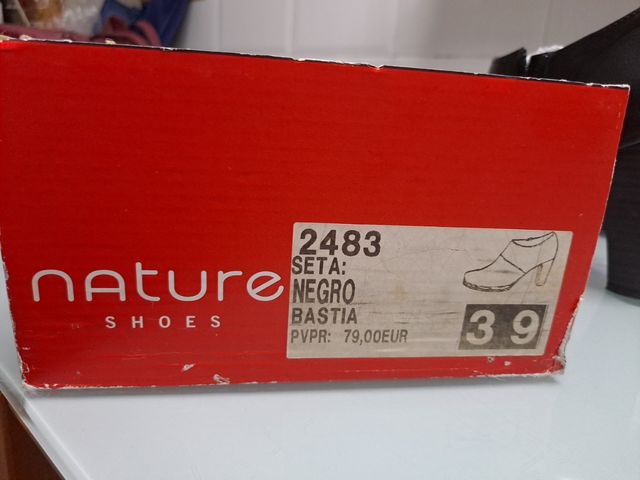 nature
SHOES
2483
SETA:
NEGRO
BASTIA
PVPR: 79,00EUR
39